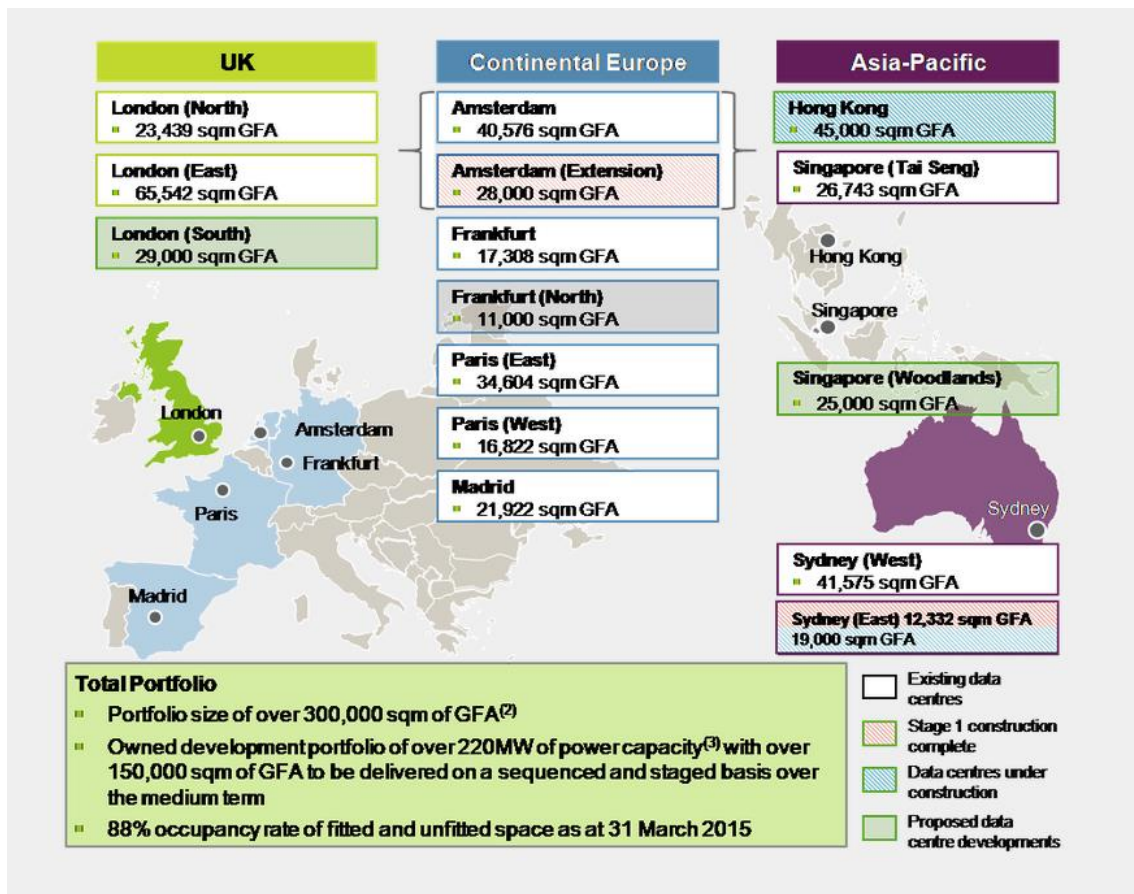 UK
London (North)
23,439 sqm GFA
London (East)
65,542 sqm GFA
London (South)
29,000 sqm GFA
Continental Europe
Amsterdam
40,576 sqm GFA
Amsterdam (Extension)
28,000 sqm GFA
Frankfurt
17,308 sqm GFA
Frankfurt (North)
11,000 sqm GFA
Paris (East)
34,604 sqm GFA
Paris (West)
16,822 sqm GFA
Madrid
21,922 sqm GFA
Asia-Pacific
Hong Kong
45,000 sqm GFA
Singapore (Tai Seng)
26,743 sqm GFA
Hong Kong
Singapore
Singapore (Woodlands)
25,000 sqm GFA
Sydney
Sydney (West)
41,575 sqm GFA
Sydney (East) 12,332 sqm GFA
19,000 sqm GFA
London
Amsterdam
Frankfurt
Paris
Madrid
Total Portfolio
Portfolio size of over 300,000 sqm of GFA(2)
Owned development portfolio of over 220MW of power capacity(3) with over
150,000 sqm of GFA to be delivered on a sequenced and staged basis over
the medium term
88% occupancy rate of fitted and unfitted space as at 31 March 2015
Existing data
centres
Stage 1 construction
complete
Data centres under
construction
Proposed data
centre developments